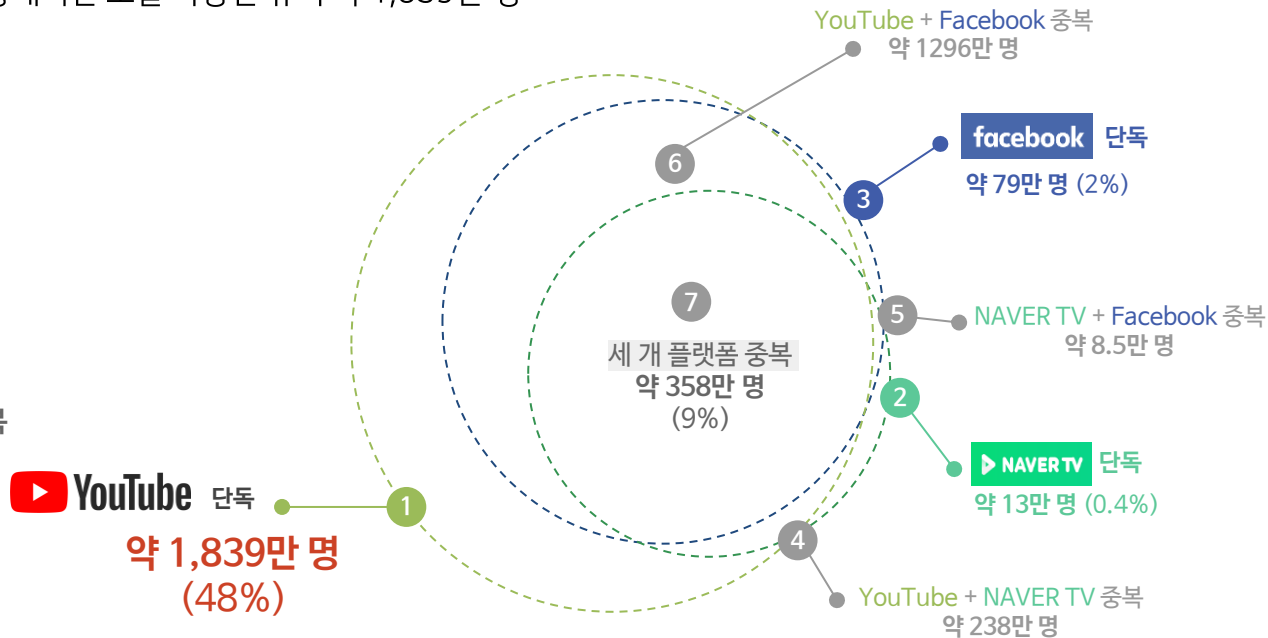 YouTube + Facebook 중복
약 1296만 명
6
facebook 단독
약 79만 명 (2%)
3
7
세 개 플랫폼 중복
약 358만 명
(9%)
5
NAVER TV + Facebook 중복
약 8.5만 명
2
NAVER TV 단독
약 13만 명 (0.4%)
YouTube 단독
1
약 1,839만 명
(48%)
4
YouTube + NAVER TV 중복
약 238만 명